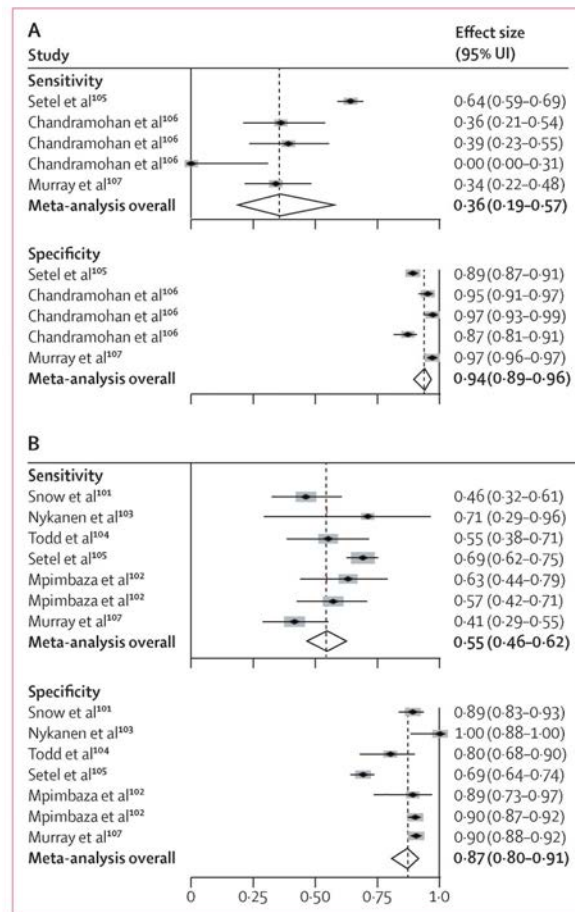 A
Study Effect size (95% UI)
Sensitivity
Setel et al¹⁰⁵ 0·64 (0·59–0·69)
Chandramohan et al¹⁰⁶ 0·36 (0·21–0·54)
Chandramohan et al¹⁰⁶ 0·39 (0·23–0·55)
Chandramohan et al¹⁰⁶ 0·00 (0·00–0·31)
Murray et al¹⁰⁷ 0·34 (0·22–0·48)
Meta-analysis overall 0·36 (0·19–0·57)
Specificity
Setel et al¹⁰⁵ 0·89 (0·87–0·91)
Chandramohan et al¹⁰⁶ 0·95 (0·91–0·97)
Chandramohan et al¹⁰⁶ 0·97 (0·93–0·99)
Chandramohan et al¹⁰⁶ 0·87 (0·81–0·91)
Murray et al¹⁰⁷ 0·97 (0·96–0·97)
Meta-analysis overall 0·94 (0·89–0·96)
B
Sensitivity
Snow et al¹⁰¹ 0·46 (0·32–0·61)
Nykanen et al¹⁰³ 0·71 (0·29–0·96)
Todd et al¹⁰⁴ 0·55 (0·38–0·71)
Setel et al¹⁰⁵ 0·69 (0·62–0·75)
Mpimbaza et al¹⁰² 0·63 (0·44–0·79)
Mpimbaza et al¹⁰² 0·57 (0·42–0·71)
Murray et al¹⁰⁷ 0·41 (0·29–0·55)
Meta-analysis overall 0·55 (0·46–0·62)
0 0·25 0·50 0·75 1·0
Specificity
Snow et al¹⁰¹ 0·89 (0·83–0·93)
Nykanen et al¹⁰³ 1·00 (0·88–1·00)
Todd et al¹⁰⁴ 0·80 (0·68–0·90)
Setel et al¹⁰⁵ 0·69 (0·64–0·74)
Mpimbaza et al¹⁰² 0·89 (0·73–0·97)
Mpimbaza et al¹⁰² 0·90 (0·87–0·92)
Murray et al¹⁰⁷ 0·90 (0·88–0·92)
Meta-analysis overall 0·87 (0·80–0·91)
0 0·25 0·50 0·75 1·0